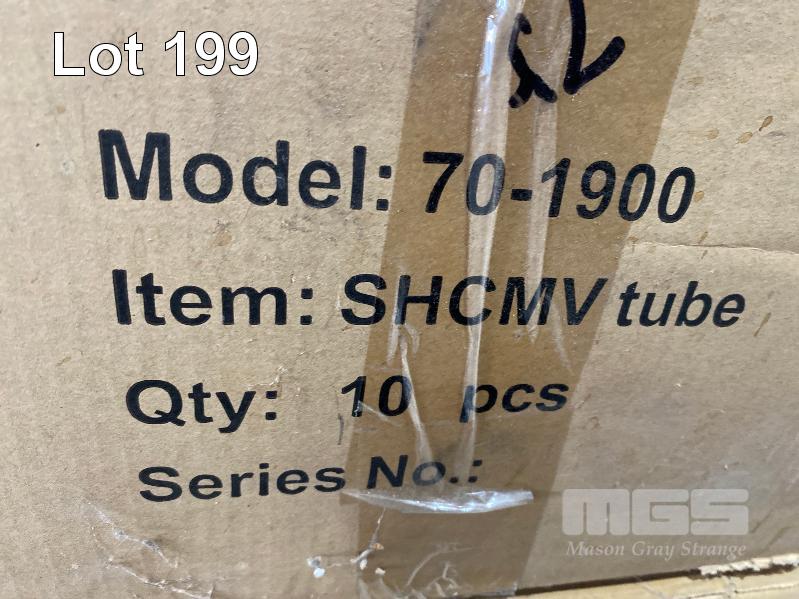 Lot 199
Model: 70-1900
Item: SHCMV tube
Qty: 10 pcs
Series No.:
MGS
Mason Gray Strange